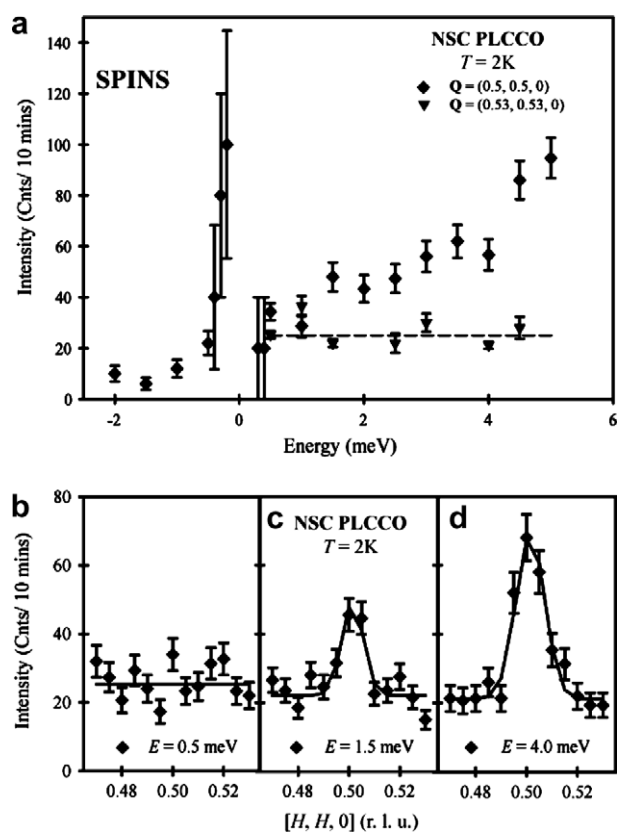 a
NSC PLCCO
T = 2K
SPINS
Q = (0.5, 0.5, 0)
Q = (0.53, 0.53, 0)
Intensity (Cnts/ 10 mins)
140
120
100
80
60
40
20
0
-2 0 2 4 6
Energy (meV)
b c d
NSC PLCCO
T = 2K
Intensity (Cnts/ 10 mins)
80
60
40
20
0
E = 0.5 meV E = 1.5 meV E = 4.0 meV
0.48 0.50 0.52 0.48 0.50 0.52 0.48 0.50 0.52
[H, H, 0] (r. l. u.)